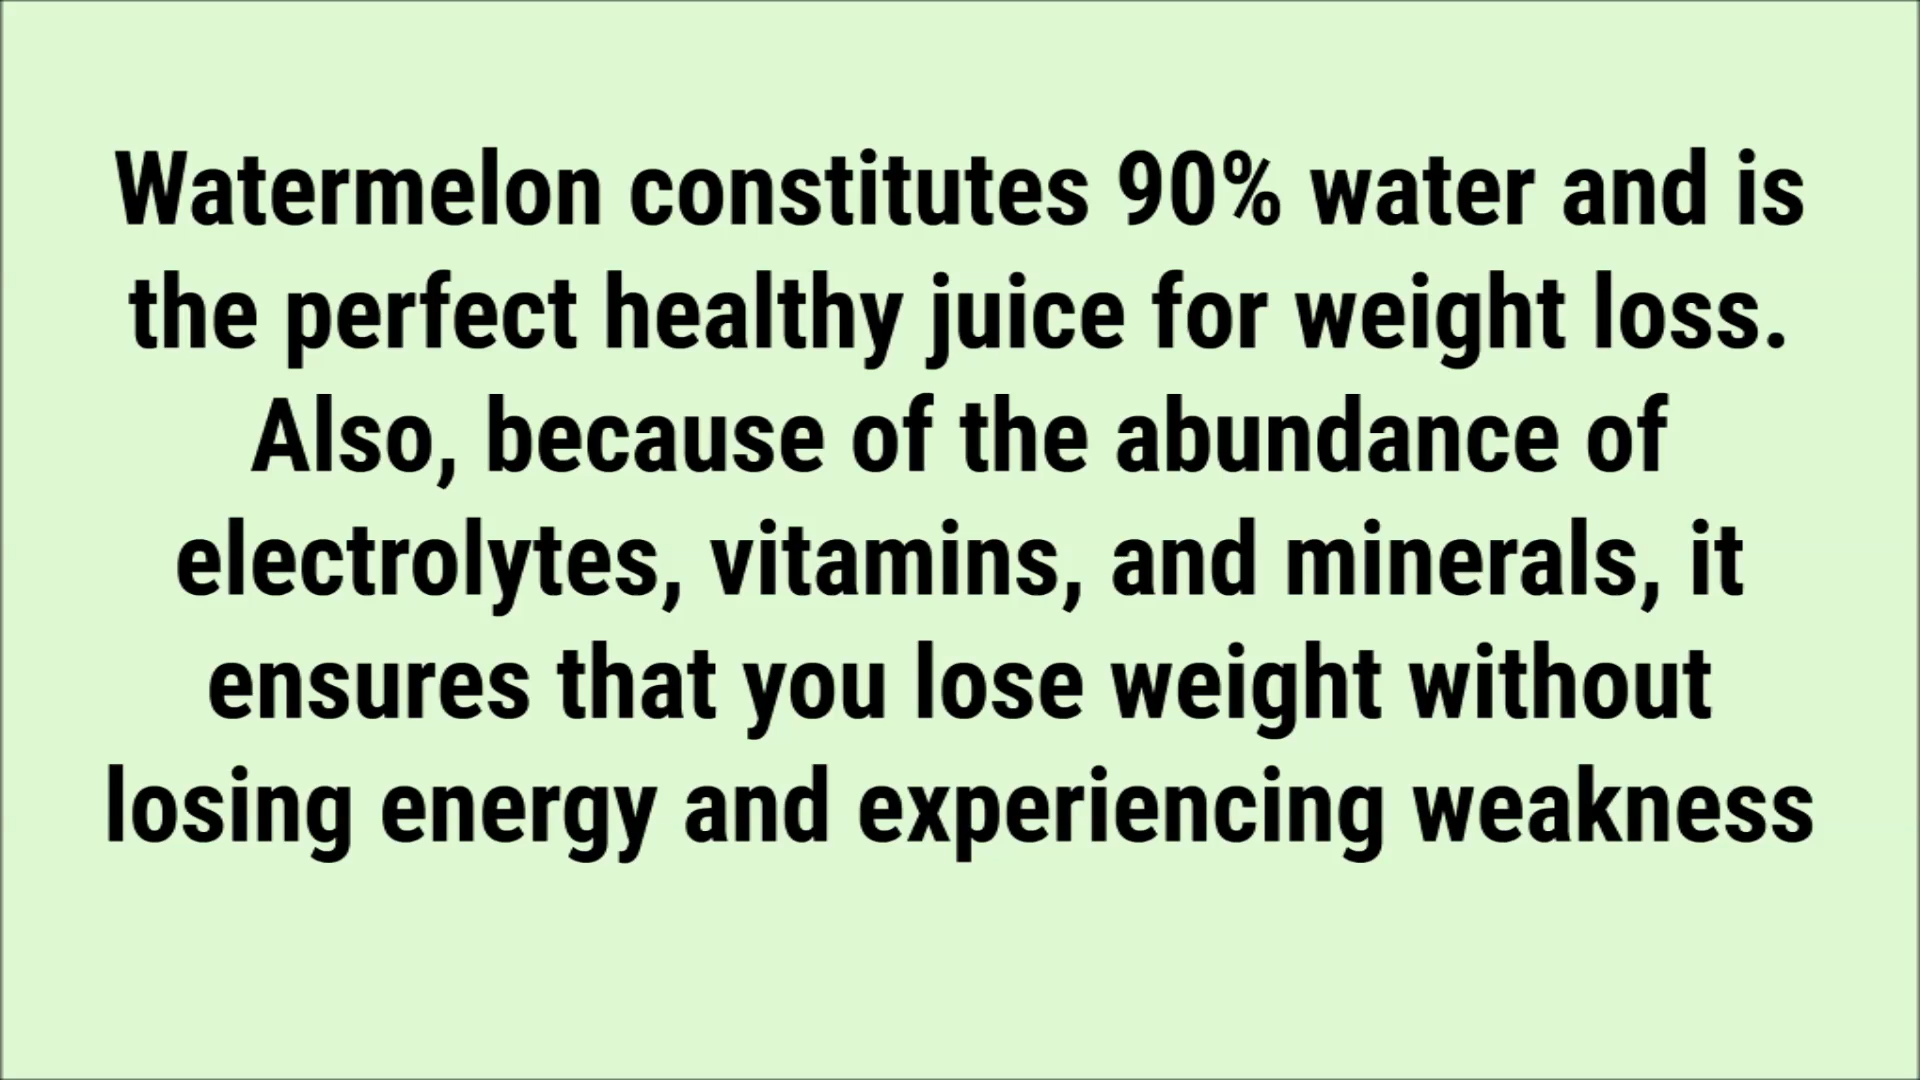 Watermelon constitutes 90% water and is
the perfect healthy juice for weight loss.
Also, because of the abundance of
electrolytes, vitamins, and minerals, it
ensures that you lose weight without
losing energy and experiencing weakness